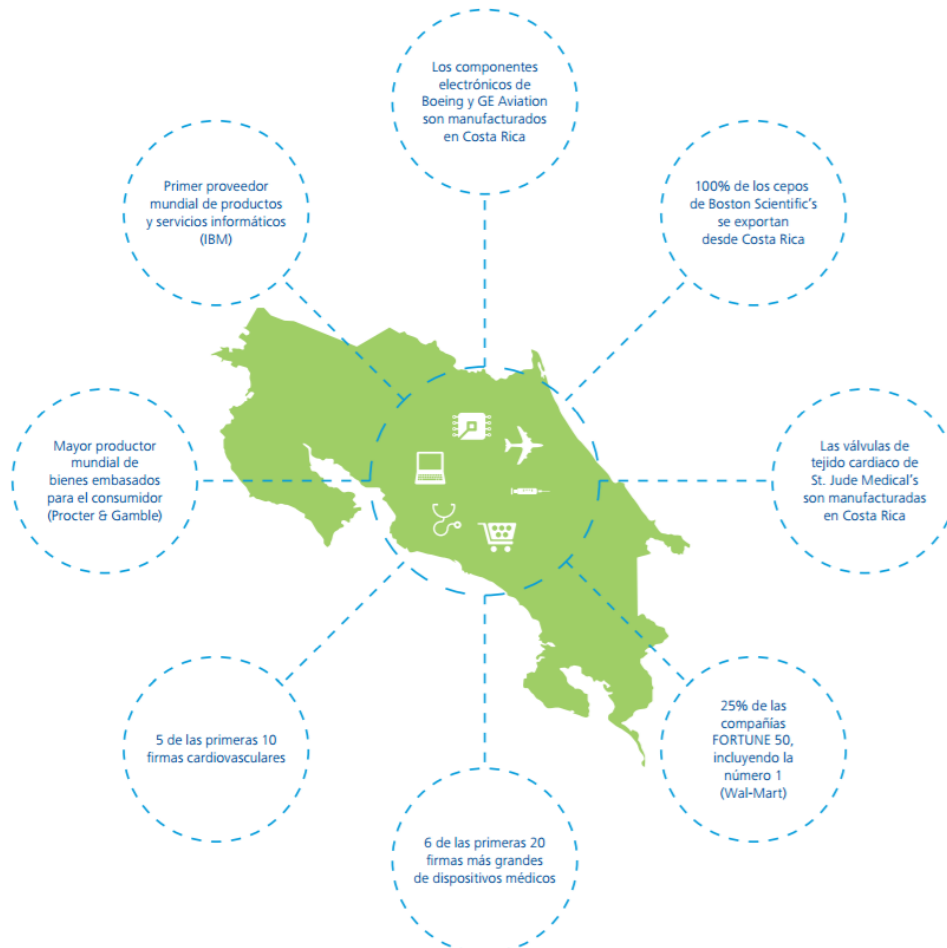 Los componentes
electrónicos de
Boeing y GE Aviation
son manufacturados
en Costa Rica
Primer proveedor
mundial de productos
y servicios informáticos
(IBM)
100% de los cepos
de Boston Scientific's
se exportan
desde Costa Rica
Mayor productor
mundial de
bienes embasados
para el consumidor
(Procter & Gamble)
Las válvulas de
tejido cardiaco de
St. Jude Medical's
son manufacturadas
en Costa Rica
5 de las primeras 10
firmas cardiovasculares
25% de las
compañías
FORTUNE 50,
incluyendo la
número 1
(Wal-Mart)
6 de las primeras 20
firmas más grandes
de dispositivos médicos